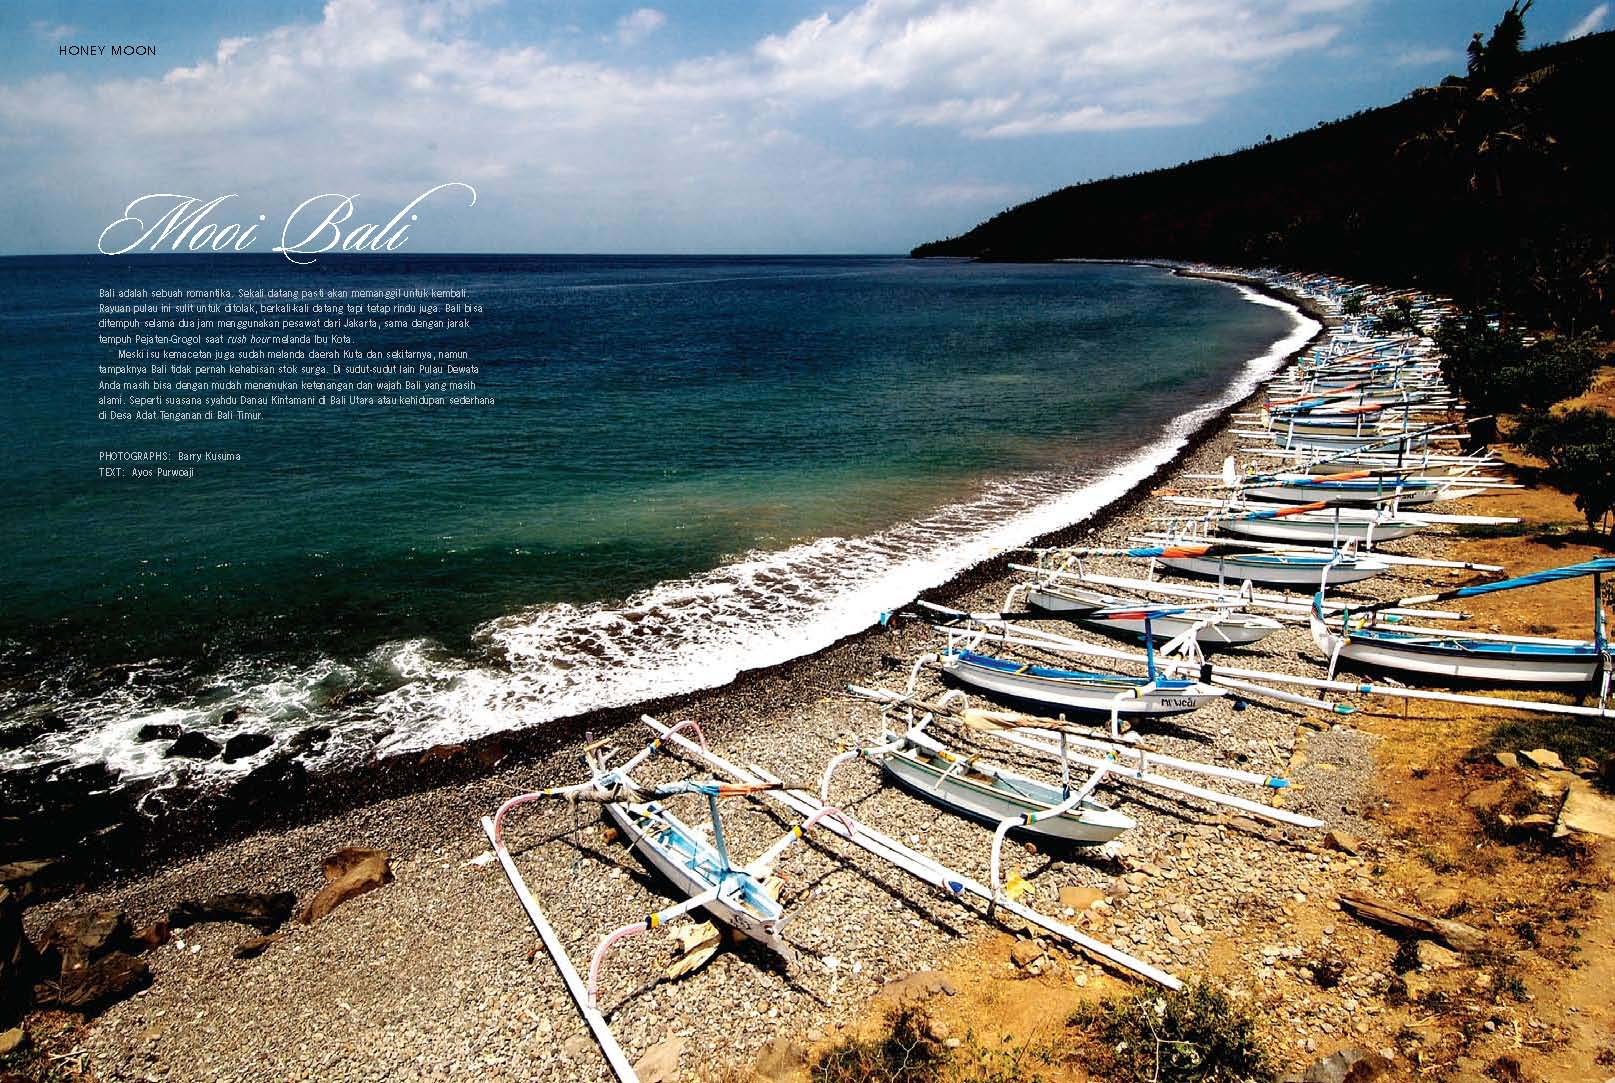 HONEY MOON
Mooi Bali
Bali adalah sebuah romantika. Sekali datang pasti akan memanggil untuk kembali.
Rayuan pulau ini sulit untuk ditolak, berkali-kali datang tapi tetap rindu juga. Bali bisa
ditempuh selama dua jam menggunakan pesawat dari Jakarta, sama dengan jarak
tempuh Pejaten-Grogol saat rush hour melanda Ibu Kota.
Meski isu kemacetan juga sudah melanda daerah Kuta dan sekitarnya, namun
tampaknya Bali tidak pernah kehabisan stok surga. Di sudut-sudut lain Pulau Dewata
Anda masih bisa dengan mudah menemukan ketenangan dan wajah Bali yang masih
alami. Seperti suasana syahdu Danau Kintamani di Bali Utara atau kehidupan sederhana
di Desa Adat Tenganan di Bali Timur.
PHOTOGRAPHS: Barry Kusuma
TEXT: Ayos Purwoaji